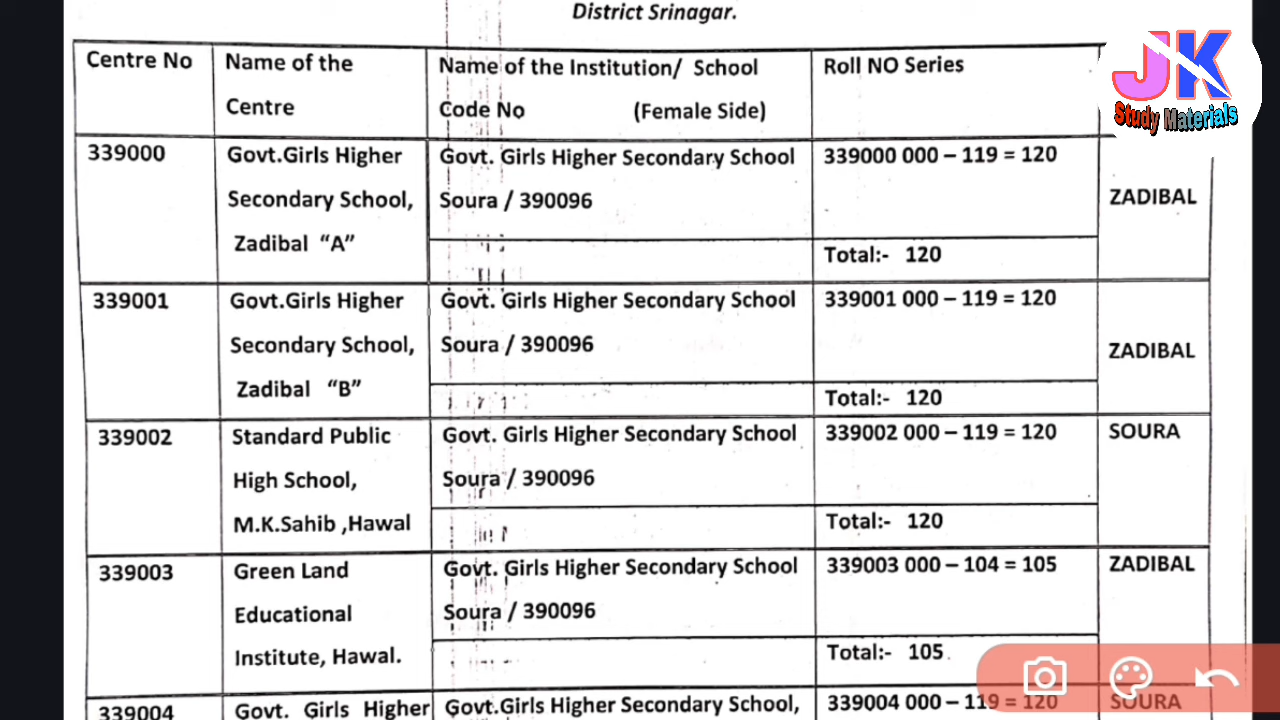 District Srinagar.
JK
Study Materials
Centre No
Name of the
Centre
Name of the Institution/ School
Code No (Female Side)
Roll NO Series
339000
Govt.Girls Higher
Secondary School,
Zadibal "A"
Govt. Girls Higher Secondary School
Soura / 390096
339000 000 – 119 = 120
Total:- 120
ZADIBAL
339001
Govt.Girls Higher
Secondary School,
Zadibal "B"
Govt. Girls Higher Secondary School
Soura / 390096
339001 000 – 119 = 120
Total:- 120
ZADIBAL
339002
Standard Public
High School,
M.K.Sahib ,Hawal
Govt. Girls Higher Secondary School
Soura / 390096
339002 000 – 119 = 120
Total:- 120
SOURA
339003
Green Land
Educational
Institute, Hawal.
Govt. Girls Higher Secondary School
Soura / 390096
339003 000 – 104 = 105
Total:- 105
ZADIBAL
339004
Govt. Girls Higher
Govt.Girls Higher Secondary School,
339004 000 – 119 = 120
SOURA